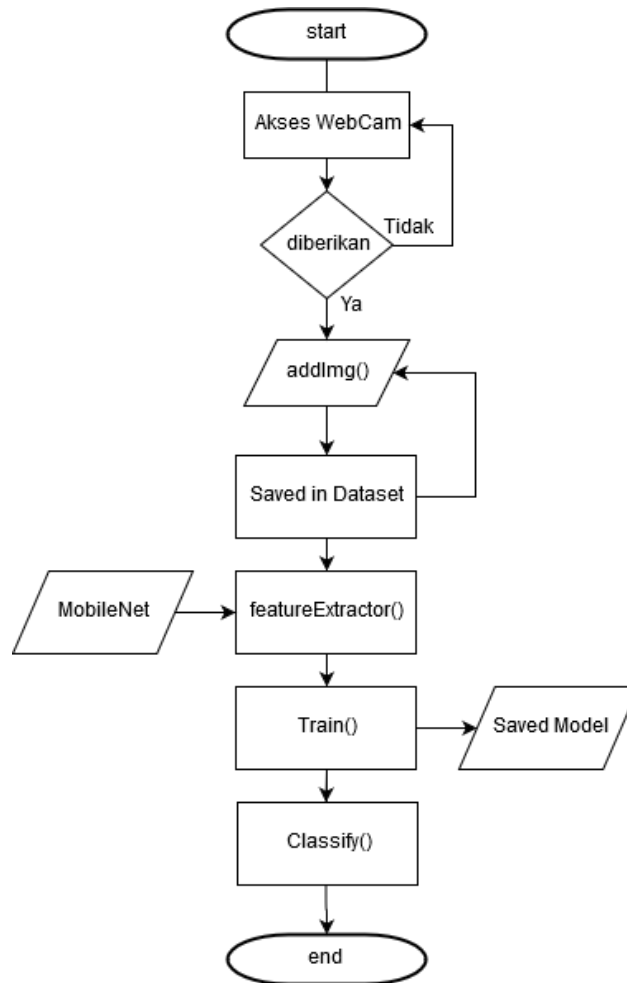 start
Akses WebCam
diberikan
Tidak
Ya
addImg()
Saved in Dataset
MobileNet
featureExtractor()
Train()
Saved Model
Classify()
end